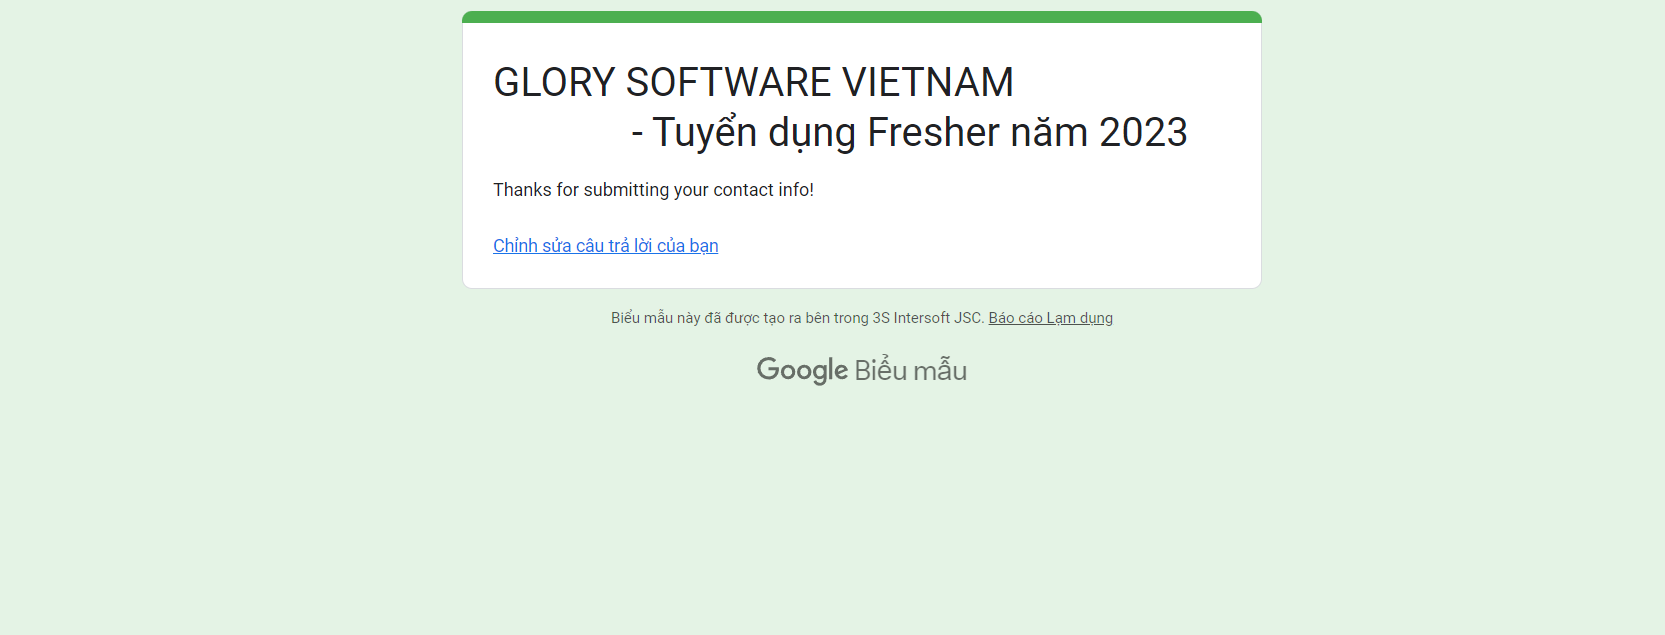 GLORY SOFTWARE VIETNAM
- Tuyển dụng Fresher năm 2023
Thanks for submitting your contact info!
Chỉnh sửa câu trả lời của bạn
Biểu mẫu này đã được tạo ra bên trong 3S Intersoft JSC. Báo cáo Lạm dụng
Google Biểu mẫu